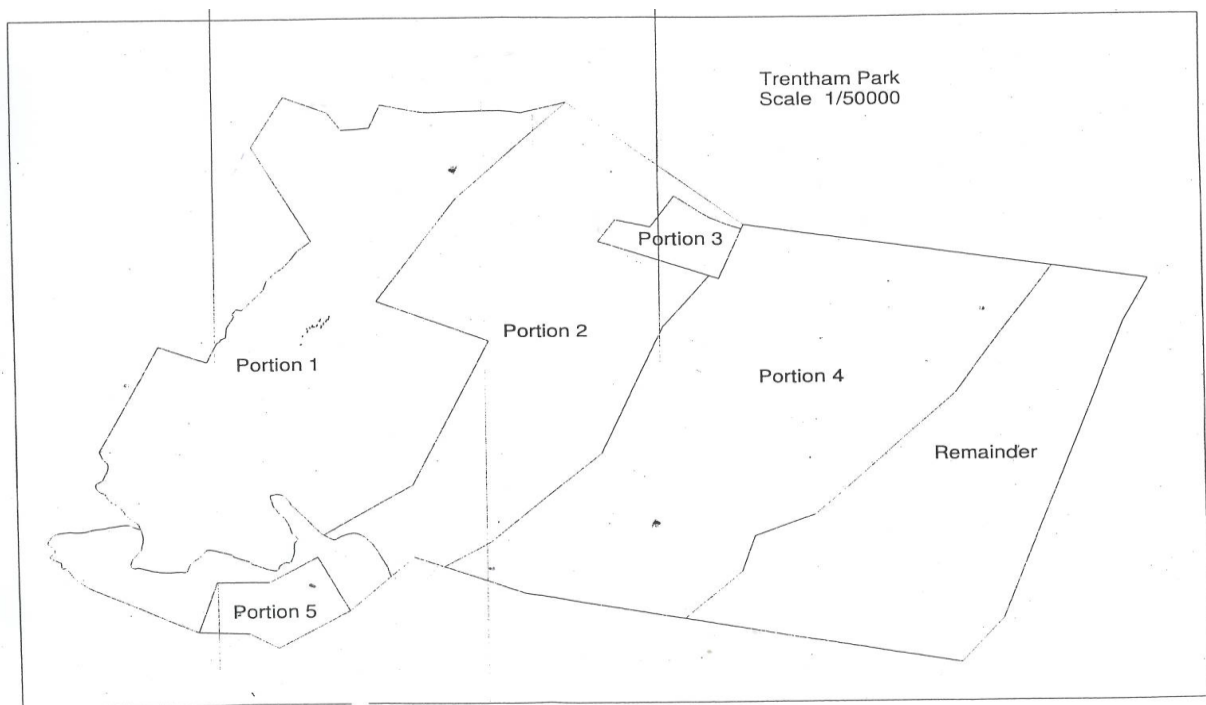 Trentham Park
Scale 1/50000
Portion 3
Portion 2
Portion 1
Portion 4
Remainder
Portion 5